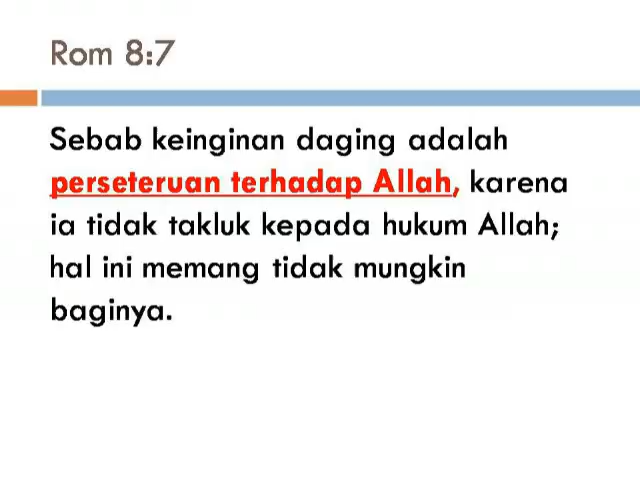 Rom 8:7
Sebab keinginan daging adalah
perseteruan terhadap Allah, karena
ia tidak takluk kepada hukum Allah;
hal ini memang tidak mungkin
baginya.